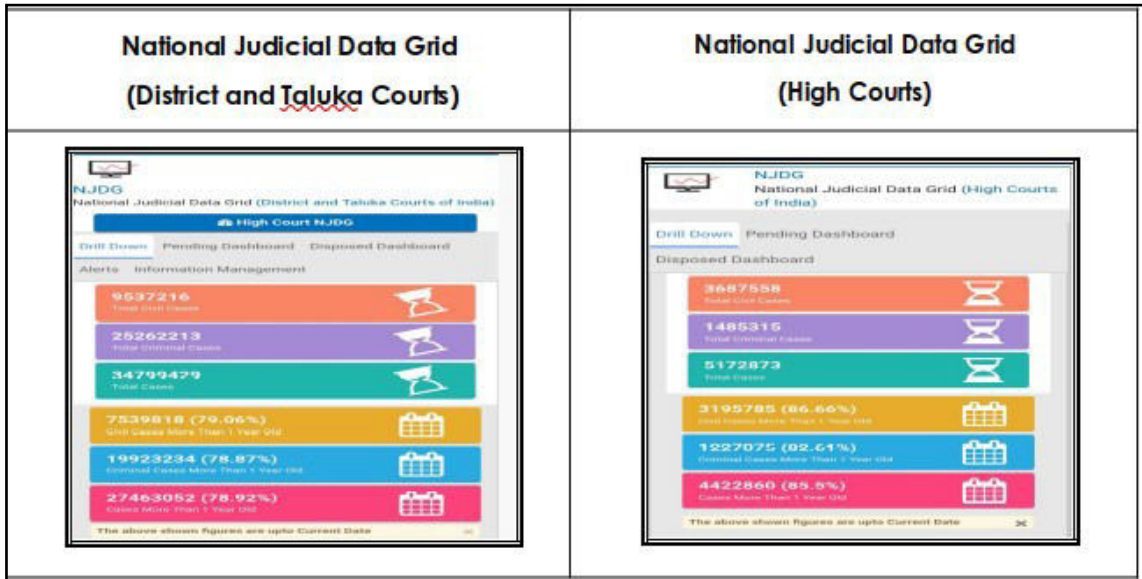 National Judicial Data Grid
(District and Taluka Courts)
National Judicial Data Grid
(High Courts)
NJDG
National Judicial Data Grid (District and Taluka Courts of India)
High Court NJDG
Drill Down Pending Dashboard Disposed Dashboard
Alerts Information Management
9537216
Total Civil Cases
25262213
Total Criminal Cases
34799429
Total Cases
7539818 (79.06%)
Civil Cases More Than 1 Year Old
19923234 (78.87%)
Criminal Cases More Than 1 Year Old
27463052 (78.92%)
Cases More Than 1 Year Old
The above shown figures are upto Current Date
NJDG
National Judicial Data Grid (High Courts
of India)
Drill Down Pending Dashboard
Disposed Dashboard
3687558
Total Civil Cases
1485315
Total Criminal Cases
5172873
Total Cases
3195785 (86.66%)
Civil Cases More Than 1 Year Old
1227075 (82.61%)
Criminal Cases More Than 1 Year Old
4422860 (85.5%)
Cases More Than 1 Year Old
The above shown figures are upto Current Date